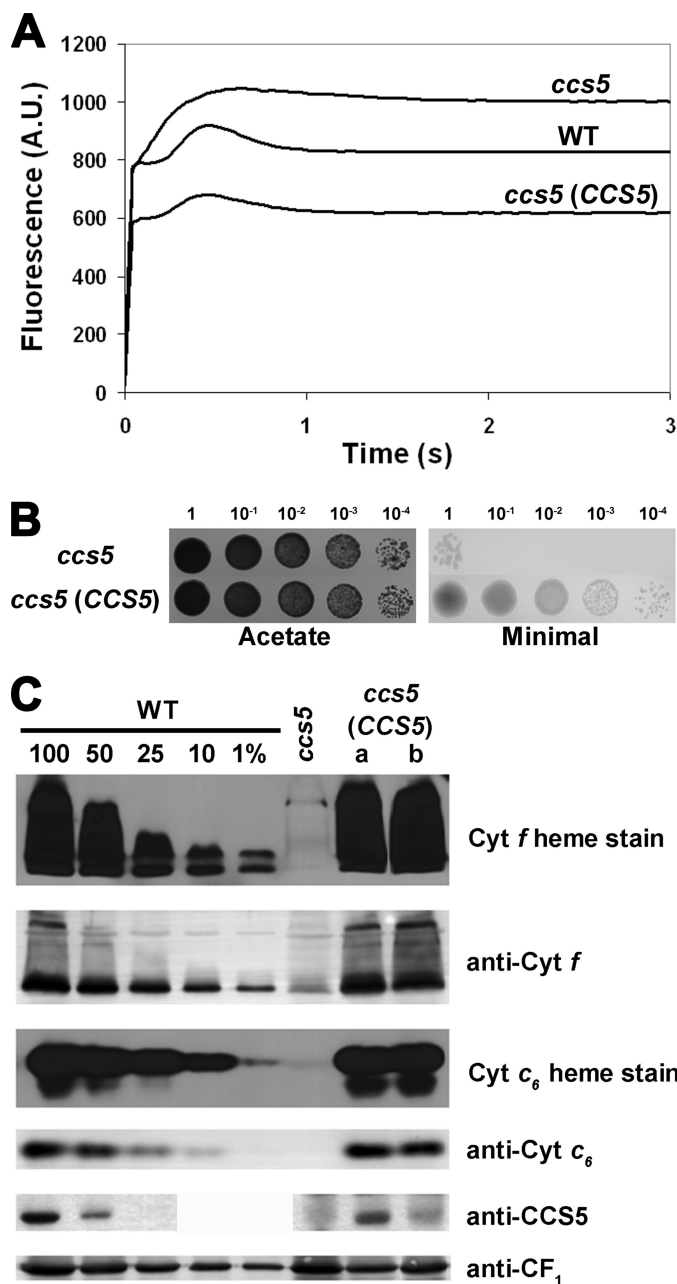 A
Fluorescence (A.U.)
1200
1000
800
600
400
200
0
ccs5
WT
ccs5 (CCS5)
0 1 2 3
Time (s)
B
1 10⁻¹ 10⁻² 10⁻³ 10⁻⁴ 1 10⁻¹ 10⁻² 10⁻³ 10⁻⁴
ccs5
ccs5 (CCS5)
Acetate Minimal
C
WT ccs5 ccs5
(CCS5)
100 50 25 10 1% a b
Cyt f heme stain
anti-Cyt f
Cyt c₆ heme stain
anti-Cyt c₆
anti-CCS5
anti-CF₁